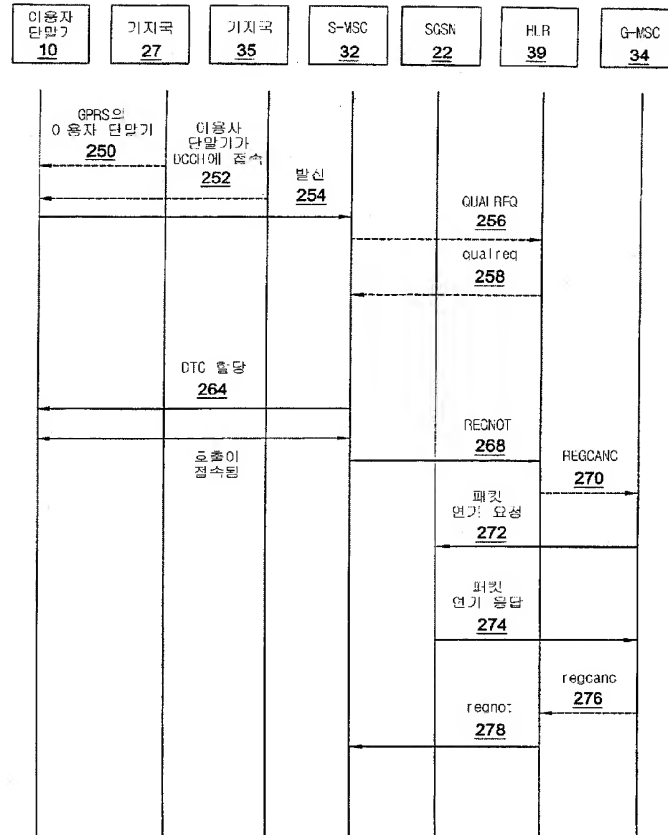 이용자
단말기
10
기지국
27
기지국
35
S-MSC
32
SGSN
22
HLR
39
G-MSC
34
GPRS의
이용자 단말기
250
이용사
단말기가
DCCH에 접속
252
발신
254
QUALREQ
256
qualreq
258
DTC 할당
264
호출이
접속됨
REGNOT
268
REGCANC
270
패킷
연기 요청
272
패킷
연기 응답
274
regcanc
276
regnot
278